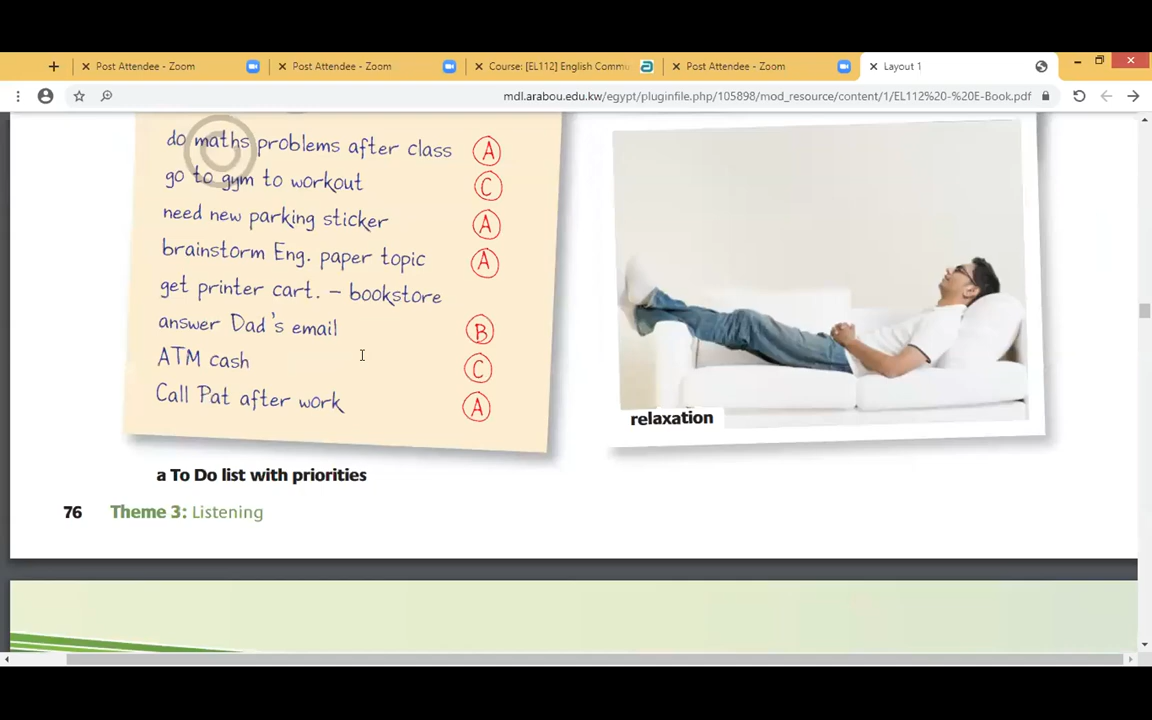 Post Attendee - Zoom
Post Attendee - Zoom
Course: [EL112] English Commu
Post Attendee - Zoom
Layout 1
mdl.arabou.edu.kw/egypt/pluginfile.php/105898/mod_resource/content/1/EL112%20-%20E-Book.pdf
do maths problems after class A
go to gym to workout C
need new parking sticker A
brainstorm Eng. paper topic A
get printer cart. – bookstore
answer Dad's email B
ATM cash C
Call Pat after work A
relaxation
a To Do list with priorities
76 Theme 3: Listening